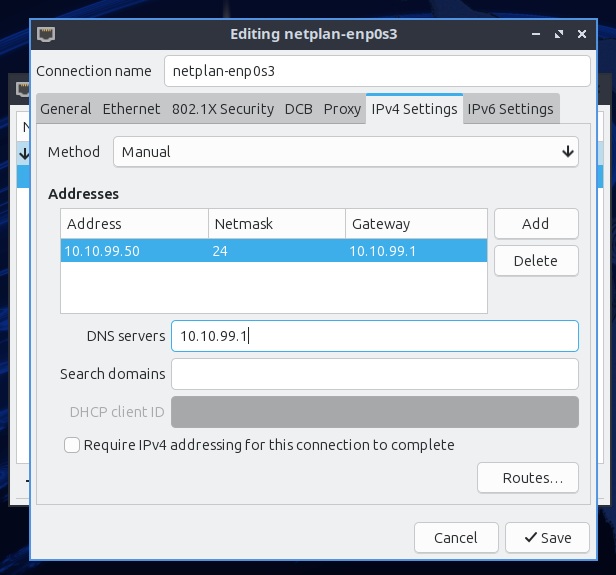 Editing netplan-enp0s3
Connection name netplan-enp0s3
General Ethernet 802.1X Security DCB Proxy IPv4 Settings IPv6 Settings
Method Manual
Addresses
Address Netmask Gateway Add
10.10.99.50 24 10.10.99.1
Delete
DNS servers 10.10.99.1
Search domains
DHCP client ID
Require IPv4 addressing for this connection to complete
Routes…
Cancel Save